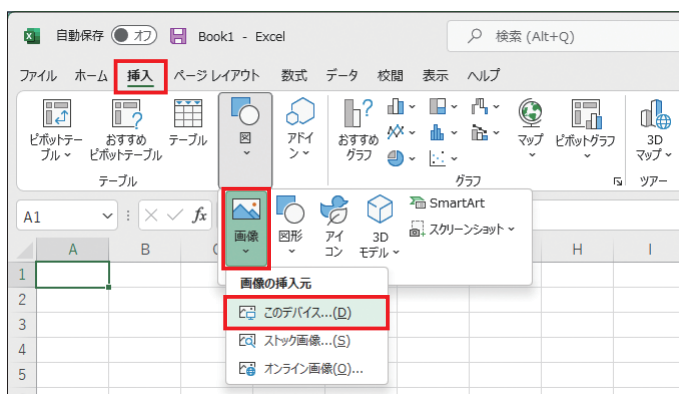 自動保存 オフ Book1 - Excel 検索 (Alt+Q)
ファイル ホーム 挿入 ページ レイアウト 数式 データ 校閲 表示 ヘルプ
ピボットテー
ブル
おすすめ
ピボットテーブル
テーブル
図
アドイ
ン
おすすめ
グラフ
マップ
ピボットグラフ
3D
マップ
テーブル グラフ ツアー
A1 fx
画像
図形
アイ
コン
3D
モデル
SmartArt
スクリーンショット
A B C H I
1
2
3
4
5
画像の挿入元
このデバイス...(D)
ストック画像...(S)
オンライン画像(O)...